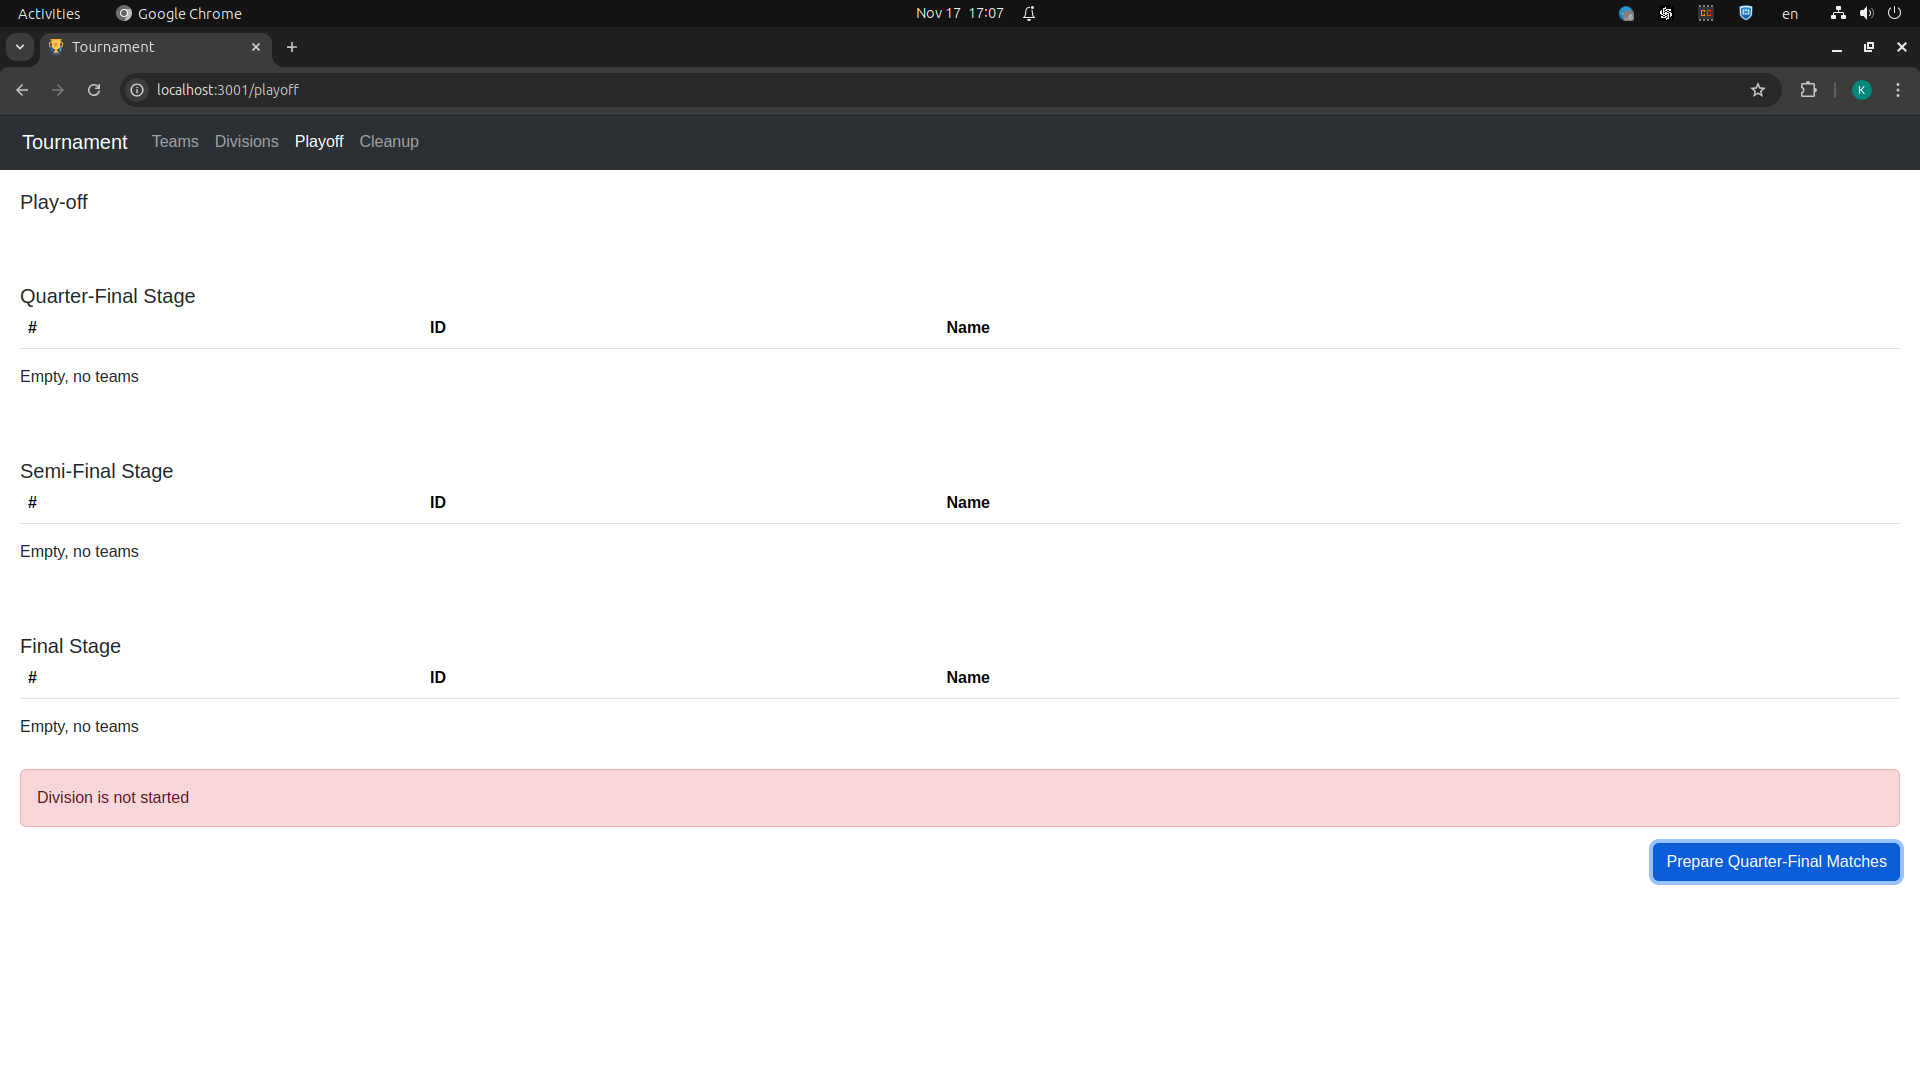 Activities Google Chrome Nov 17 17:07 en
Tournament
localhost:3001/playoff K
Tournament Teams Divisions Playoff Cleanup
Play-off
Quarter-Final Stage
# ID Name
Empty, no teams
Semi-Final Stage
# ID Name
Empty, no teams
Final Stage
# ID Name
Empty, no teams
Division is not started
Prepare Quarter-Final Matches